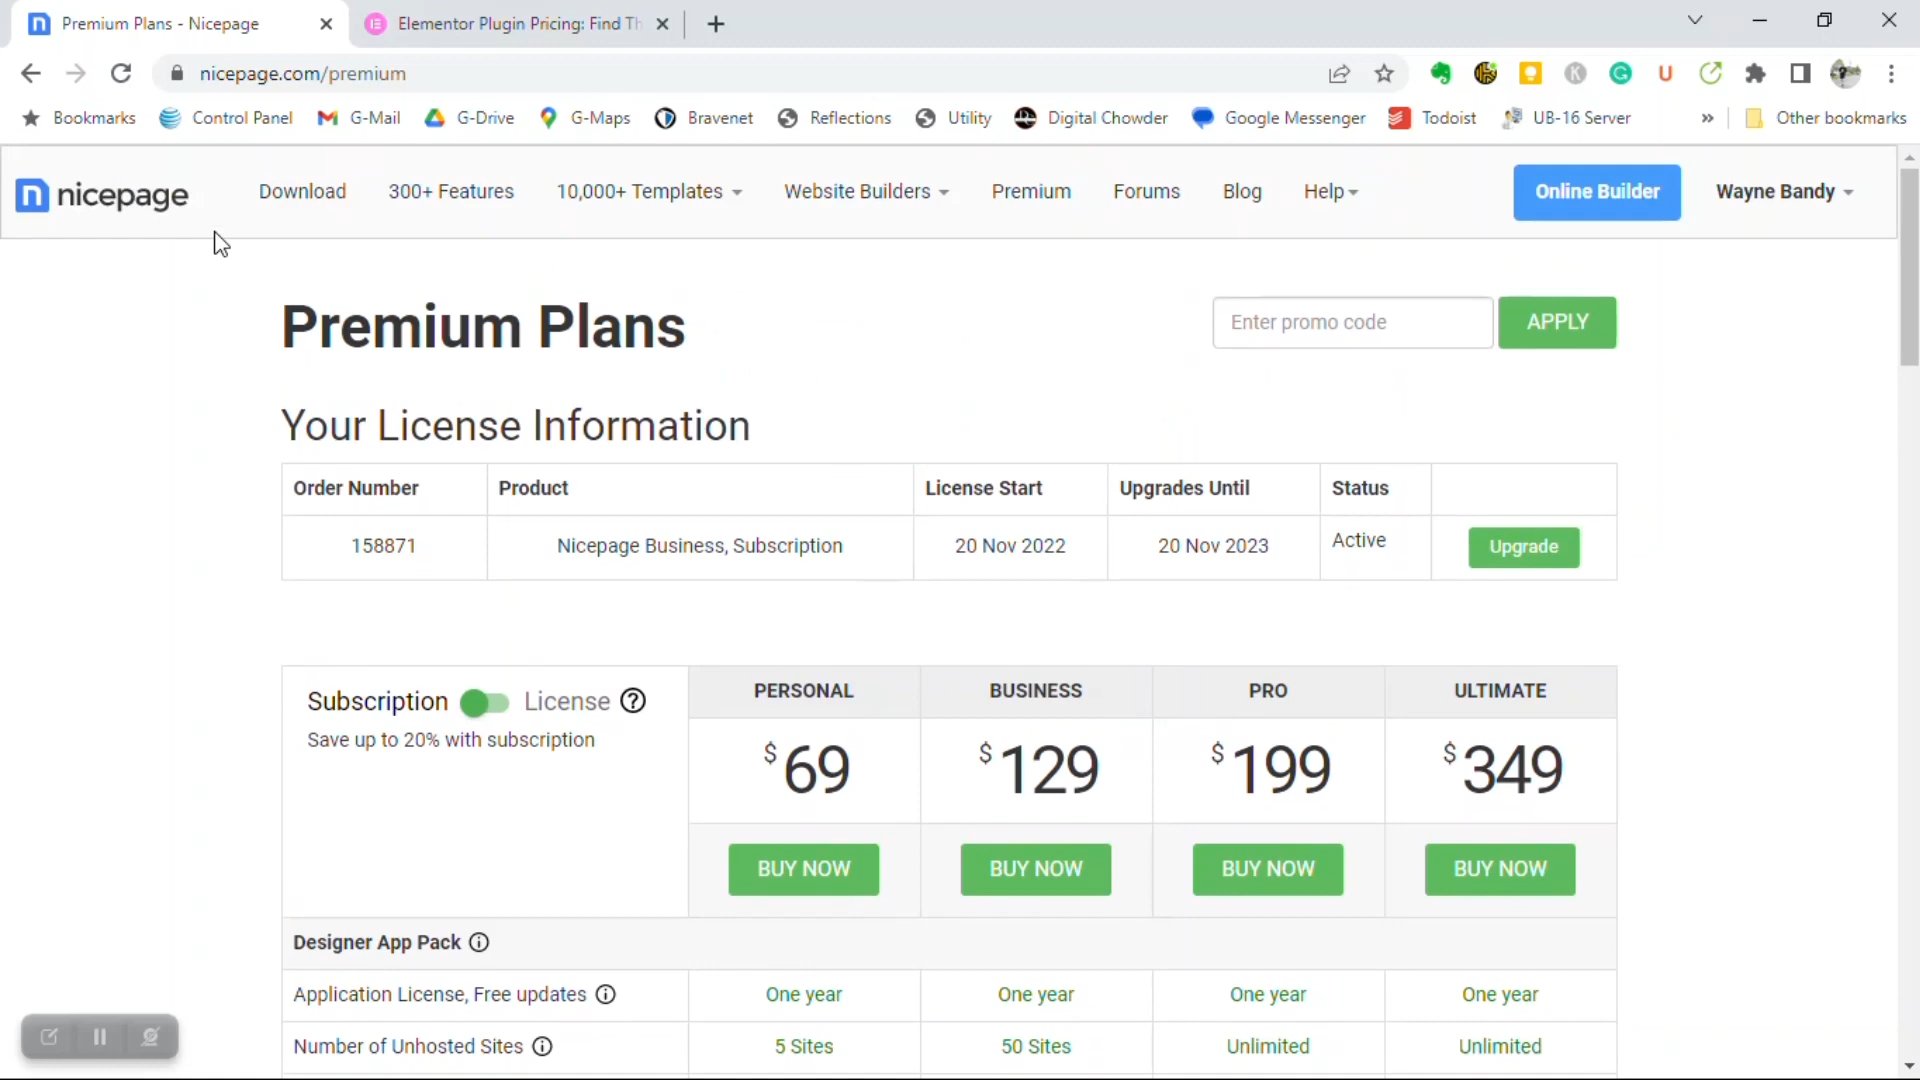 Premium Plans - Nicepage
Elementor Plugin Pricing: Find Th
nicepage.com/premium
Bookmarks Control Panel G-Mail G-Drive G-Maps Bravenet Reflections Utility Digital Chowder Google Messenger Todoist UB-16 Server » Other bookmarks
nicepage Download 300+ Features 10,000+ Templates Website Builders Premium Forums Blog Help Online Builder Wayne Bandy
Premium Plans
Enter promo code APPLY
Your License Information
Order Number Product License Start Upgrades Until Status
158871 Nicepage Business, Subscription 20 Nov 2022 20 Nov 2023 Active Upgrade
Subscription License ?
Save up to 20% with subscription
PERSONAL BUSINESS PRO ULTIMATE
$69 $129 $199 $349
BUY NOW BUY NOW BUY NOW BUY NOW
Designer App Pack
Application License, Free updates One year One year One year One year
Number of Unhosted Sites 5 Sites 50 Sites Unlimited Unlimited